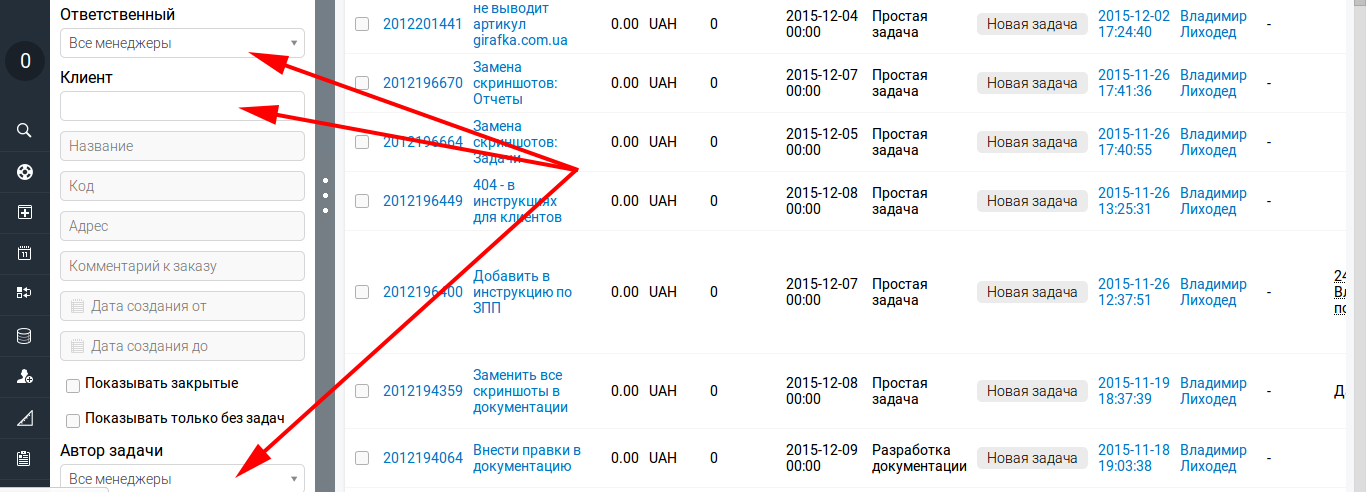 Ответственный
Все менеджеры
Клиент
Название
Код
Адрес
Комментарий к заказу
Дата создания от
Дата создания до
Показывать закрытые
Показывать только без задач
Автор задачи
Все менеджеры
0
11
не выводит
2012201441 артикул 0.00 UAH 0 2015-12-04 Простая Новая задача 2015-12-02 Владимир -
girafka.com.ua 00:00 задача 17:24:40 Лиходед
Замена
2012196670 скриншотов: 0.00 UAH 0 2015-12-07 Простая Новая задача 2015-11-26 Владимир -
Отчеты 00:00 задача 17:41:36 Лиходед
Замена
2012196664 скриншотов: 0.00 UAH 0 2015-12-05 Простая Новая задача 2015-11-26 Владимир -
Задачи 00:00 задача 17:40:55 Лиходед
404 - в
2012196449 инструкциях 0.00 UAH 0 2015-12-08 Простая Новая задача 2015-11-26 Владимир -
для клиентов 00:00 задача 13:25:31 Лиходед
Добавить в
2012196400 инструкцию по 0.00 UAH 0 2015-12-07 Простая Новая задача 2015-11-26 Владимир -
ЗПП 00:00 задача 12:37:51 Лиходед
24
Заменить все
2012194359 скриншоты в 0.00 UAH 0 2015-12-08 Простая Новая задача 2015-11-19 Владимир -
документации 00:00 задача 18:37:39 Лиходед
2012194064 Внести правки в 0.00 UAH 0 2015-12-09 Разработка Новая задача 2015-11-18 Владимир -
документацию 00:00 документации 19:03:38 Лиходед